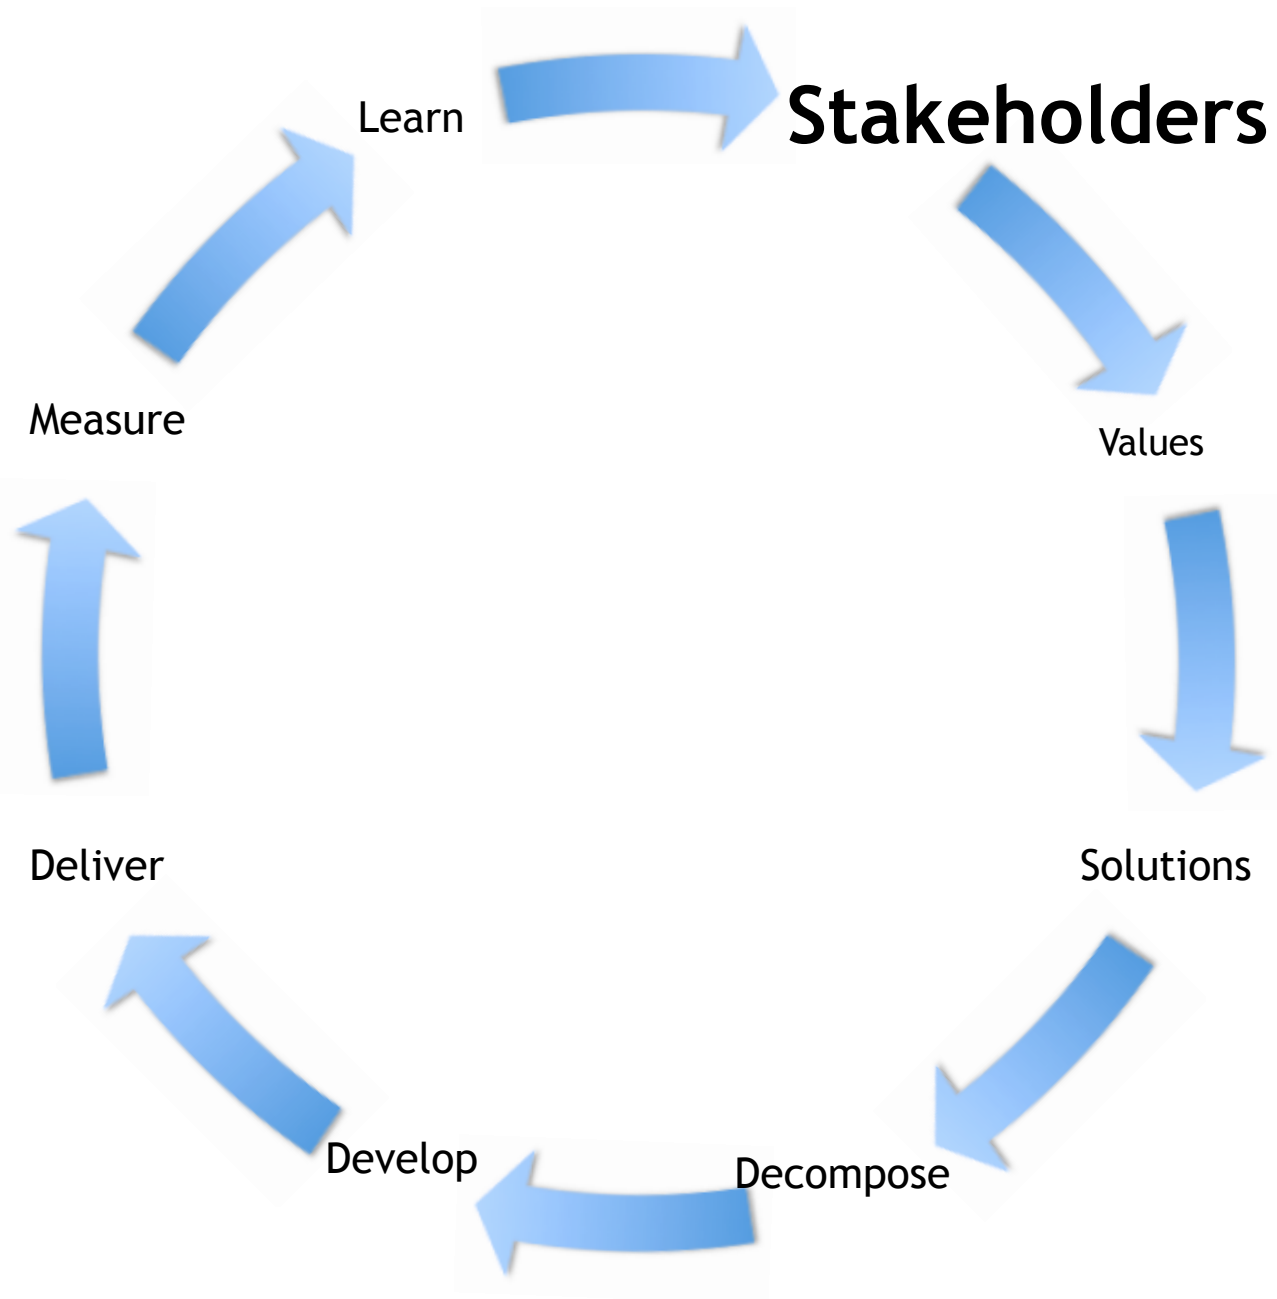 Learn
Stakeholders
Measure
Values
Deliver
Solutions
Develop
Decompose